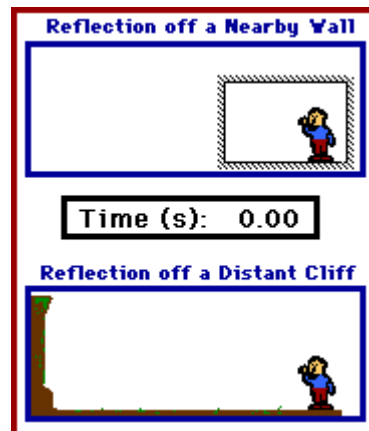 Reflection off a Nearby Wall
Time (s): 0.00
Reflection off a Distant Cliff